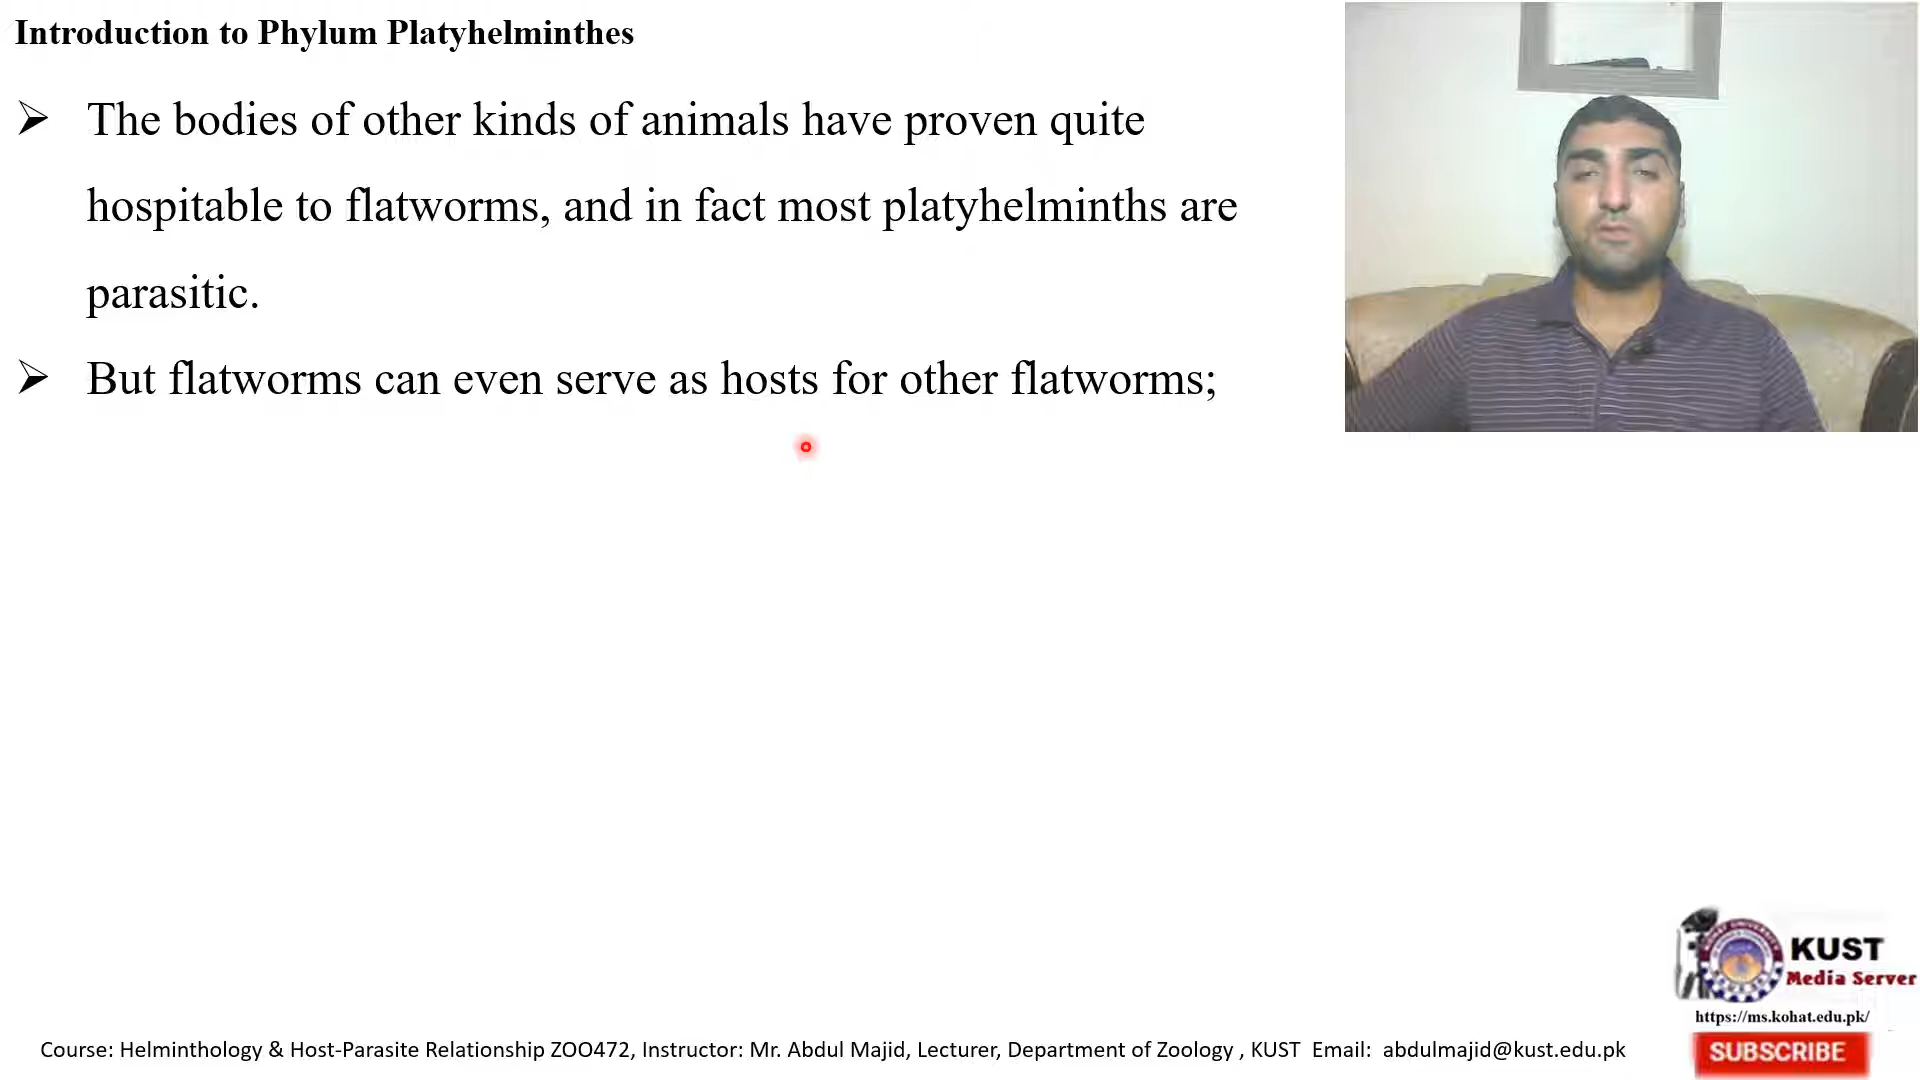 Introduction to Phylum Platyhelminthes
➢ The bodies of other kinds of animals have proven quite
hospitable to flatworms, and in fact most platyhelminths are
parasitic.
➢ But flatworms can even serve as hosts for other flatworms;
KUST
Media Server
https://ms.kohat.edu.pk/
SUBSCRIBE
Course: Helminthology & Host-Parasite Relationship ZOO472, Instructor: Mr. Abdul Majid, Lecturer, Department of Zoology , KUST Email: abdulmajid@kust.edu.pk